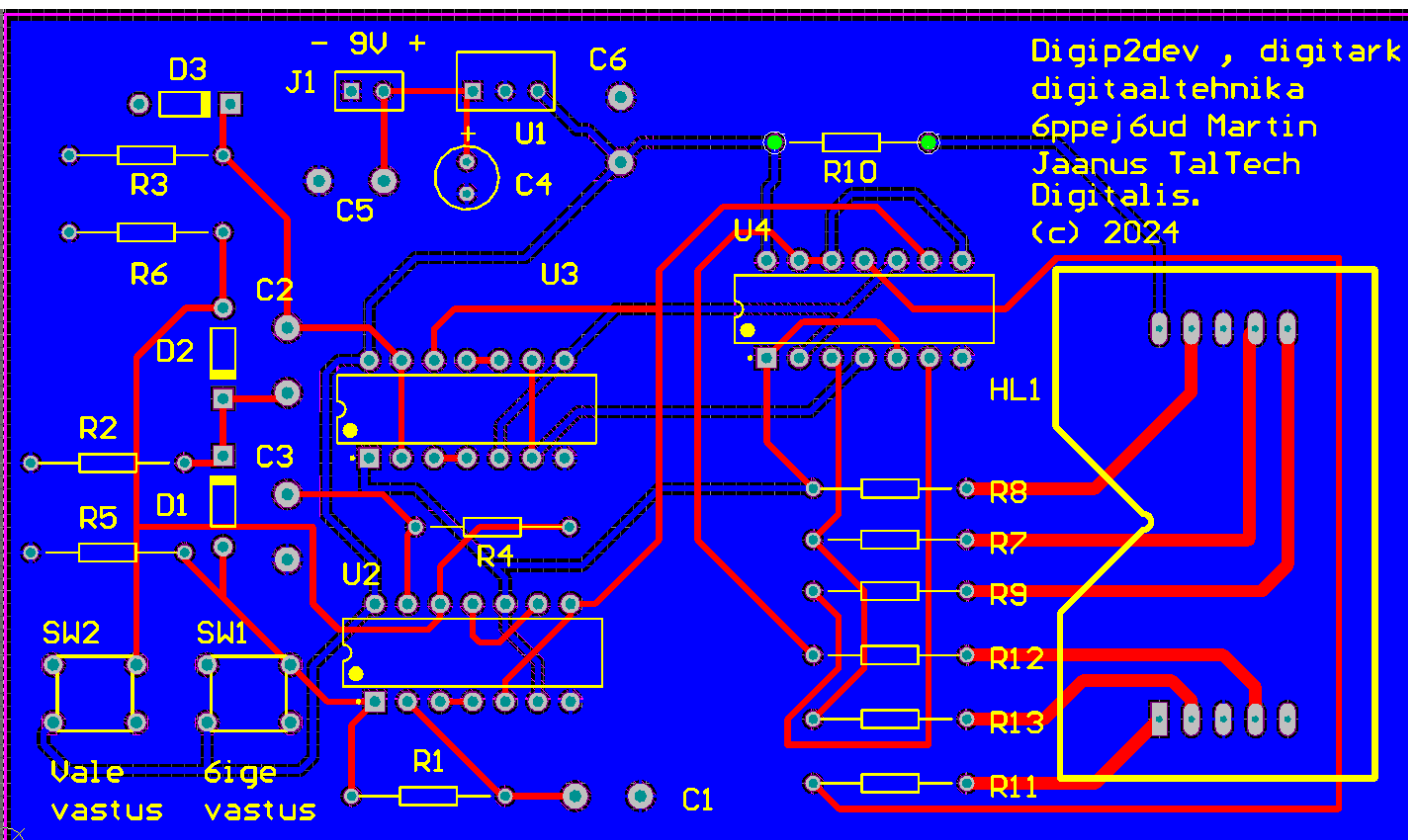 - 9V +
D3
J1
C6
Digip2dev , digitark
digitaaltehnika
6ppej6ud Martin
Jaanus TalTech
Digitalis.
(c) 2024
+
U1
R3
C4
R10
C5
U4
R6
U3
C2
D2
HL1
R2
C3
R8
D1
R5
R7
R4
U2
R9
SW2
SW1
R12
R13
R1
R11
Vale
vastus
6ige
vastus
C1